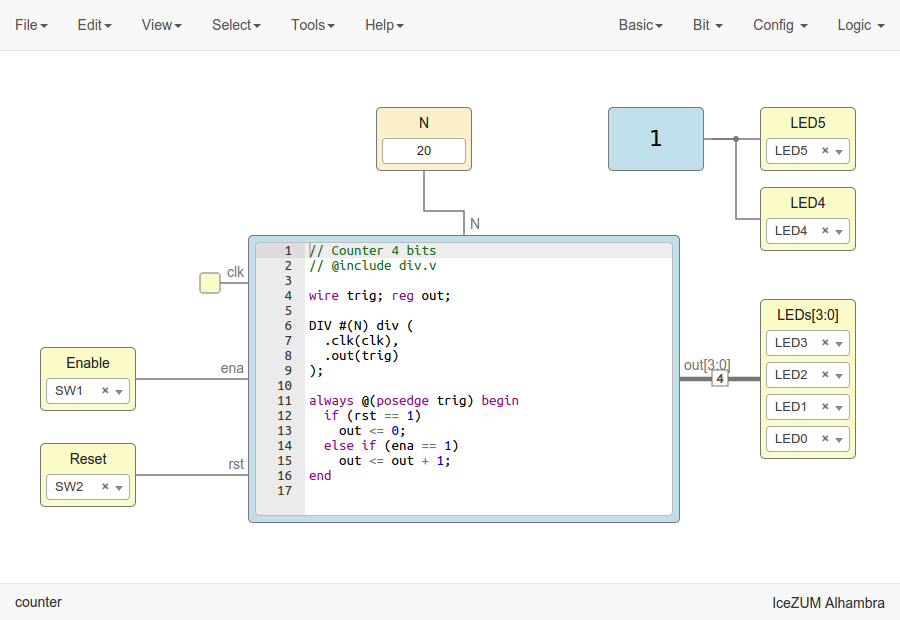 File Edit View Select Tools Help Basic Bit Config Logic
N
20
1
LED5
LED5 ×
LED4
LED4 ×
N
clk
Enable
SW1 ×
ena
Reset
SW2 ×
rst
1 // Counter 4 bits
2 // @include div.v
3
4 wire trig; reg out;
5
6 DIV #(N) div (
7 .clk(clk),
8 .out(trig)
9 );
10
11 always @(posedge trig) begin
12 if (rst == 1)
13 out <= 0;
14 else if (ena == 1)
15 out <= out + 1;
16 end
17
out[3:0]
4
LEDs[3:0]
LED3 ×
LED2 ×
LED1 ×
LED0 ×
counter
IceZUM Alhambra